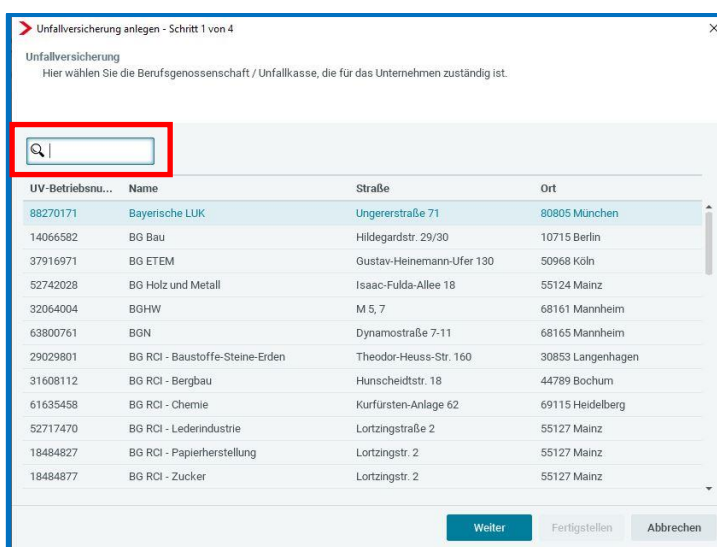 Unfallversicherung anlegen - Schritt 1 von 4
Unfallversicherung
Hier wählen Sie die Berufsgenossenschaft / Unfallkasse, die für das Unternehmen zuständig ist.
UV-Betriebsnu... Name Straße Ort
88270171 Bayerische LUK Ungererstraße 71 80805 München
14066582 BG Bau Hildegardstr. 29/30 10715 Berlin
37916971 BG ETEM Gustav-Heinemann-Ufer 130 50968 Köln
52742028 BG Holz und Metall Isaac-Fulda-Allee 18 55124 Mainz
32064004 BGHW M 5, 7 68161 Mannheim
63800761 BGN Dynamostraße 7-11 68165 Mannheim
29029801 BG RCI - Baustoffe-Steine-Erden Theodor-Heuss-Str. 160 30853 Langenhagen
31608112 BG RCI - Bergbau Hunscheidtstr. 18 44789 Bochum
61635458 BG RCI - Chemie Kurfürsten-Anlage 62 69115 Heidelberg
52717470 BG RCI - Lederindustrie Lortzingstraße 2 55127 Mainz
18484827 BG RCI - Papierherstellung Lortzingstr. 2 55127 Mainz
18484877 BG RCI - Zucker Lortzingstr. 2 55127 Mainz
Weiter Fertigstellen Abbrechen